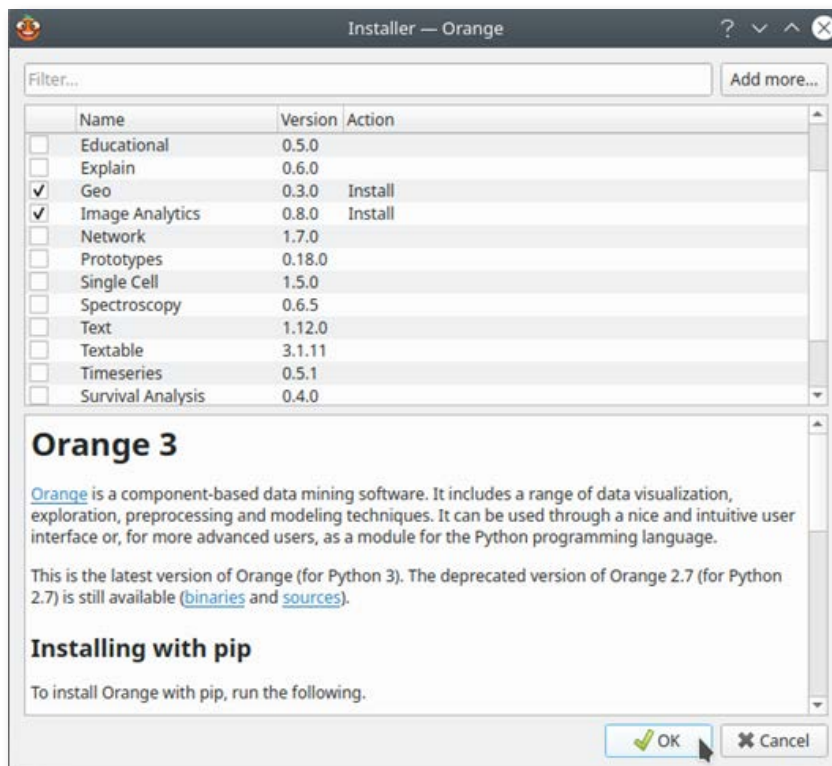 Installer — Orange
Filter...
Add more...
Name Version Action
Educational 0.5.0
Explain 0.6.0
Geo 0.3.0 Install
Image Analytics 0.8.0 Install
Network 1.7.0
Prototypes 0.18.0
Single Cell 1.5.0
Spectroscopy 0.6.5
Text 1.12.0
Textable 3.1.11
Timeseries 0.5.1
Survival Analysis 0.4.0
Orange 3
Orange is a component-based data mining software. It includes a range of data visualization,
exploration, preprocessing and modeling techniques. It can be used through a nice and intuitive user
interface or, for more advanced users, as a module for the Python programming language.
This is the latest version of Orange (for Python 3). The deprecated version of Orange 2.7 (for Python
2.7) is still available (binaries and sources).
Installing with pip
To install Orange with pip, run the following.
OK
Cancel